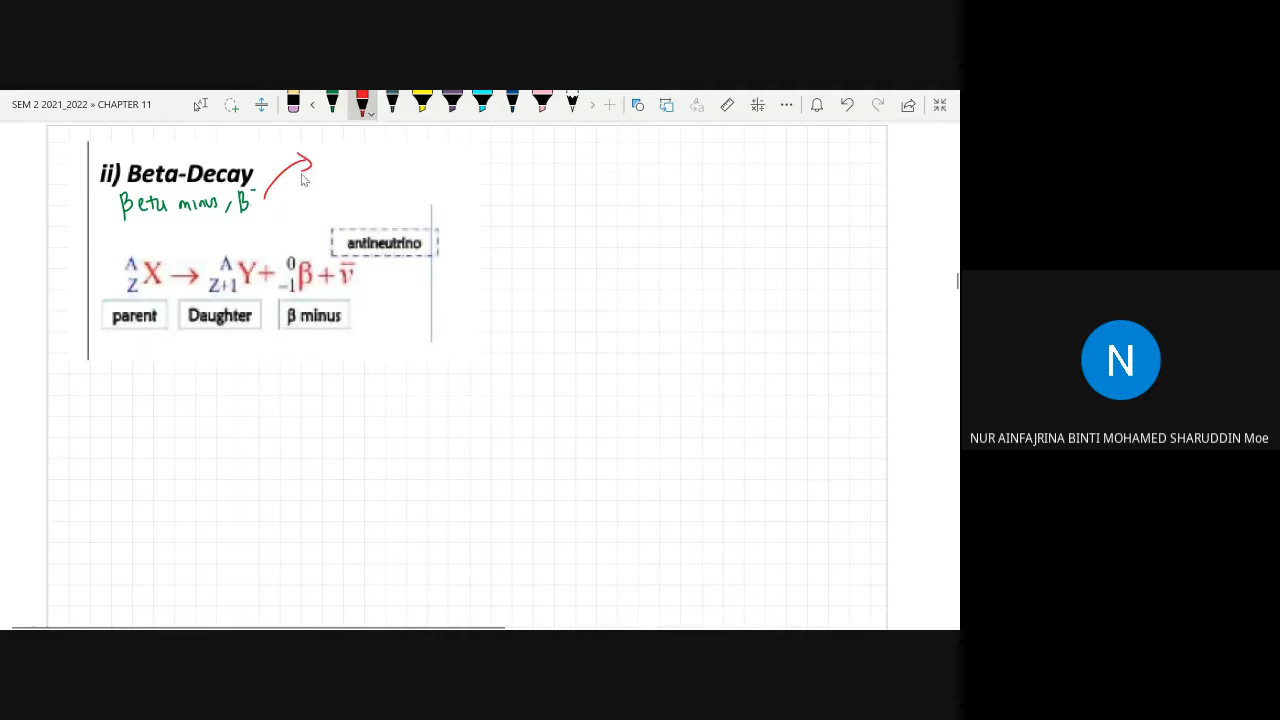 SEM 2 2021_2022 » CHAPTER 11
ii) Beta-Decay
Beta minus, β⁻
antineutrino
ᴬ_Z X → ᴬ_Z+1 Y + ⁰_−1 β + ν̅
parent Daughter β minus
N
NUR AINFAJRINA BINTI MOHAMED SHARUDDIN Moe